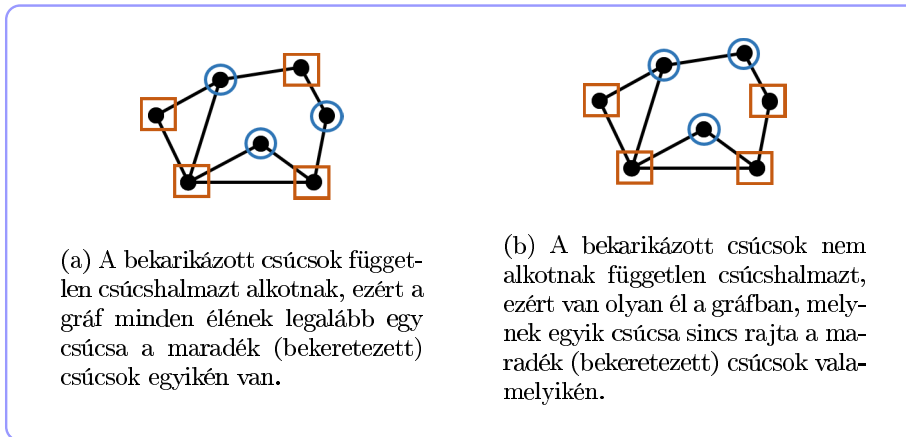 (a) A bekarikázott csúcsok függet-
len csúcshalmazt alkotnak, ezért a
gráf minden élének legalább egy
csúcsa a maradék (bekeretezett)
csúcsok egyikén van.
(b) A bekarikázott csúcsok nem
alkotnak független csúcshalmazt,
ezért van olyan él a gráfban, mely-
nek egyik csúcsa sincs rajta a ma-
radék (bekeretezett) csúcsok vala-
melyikén.